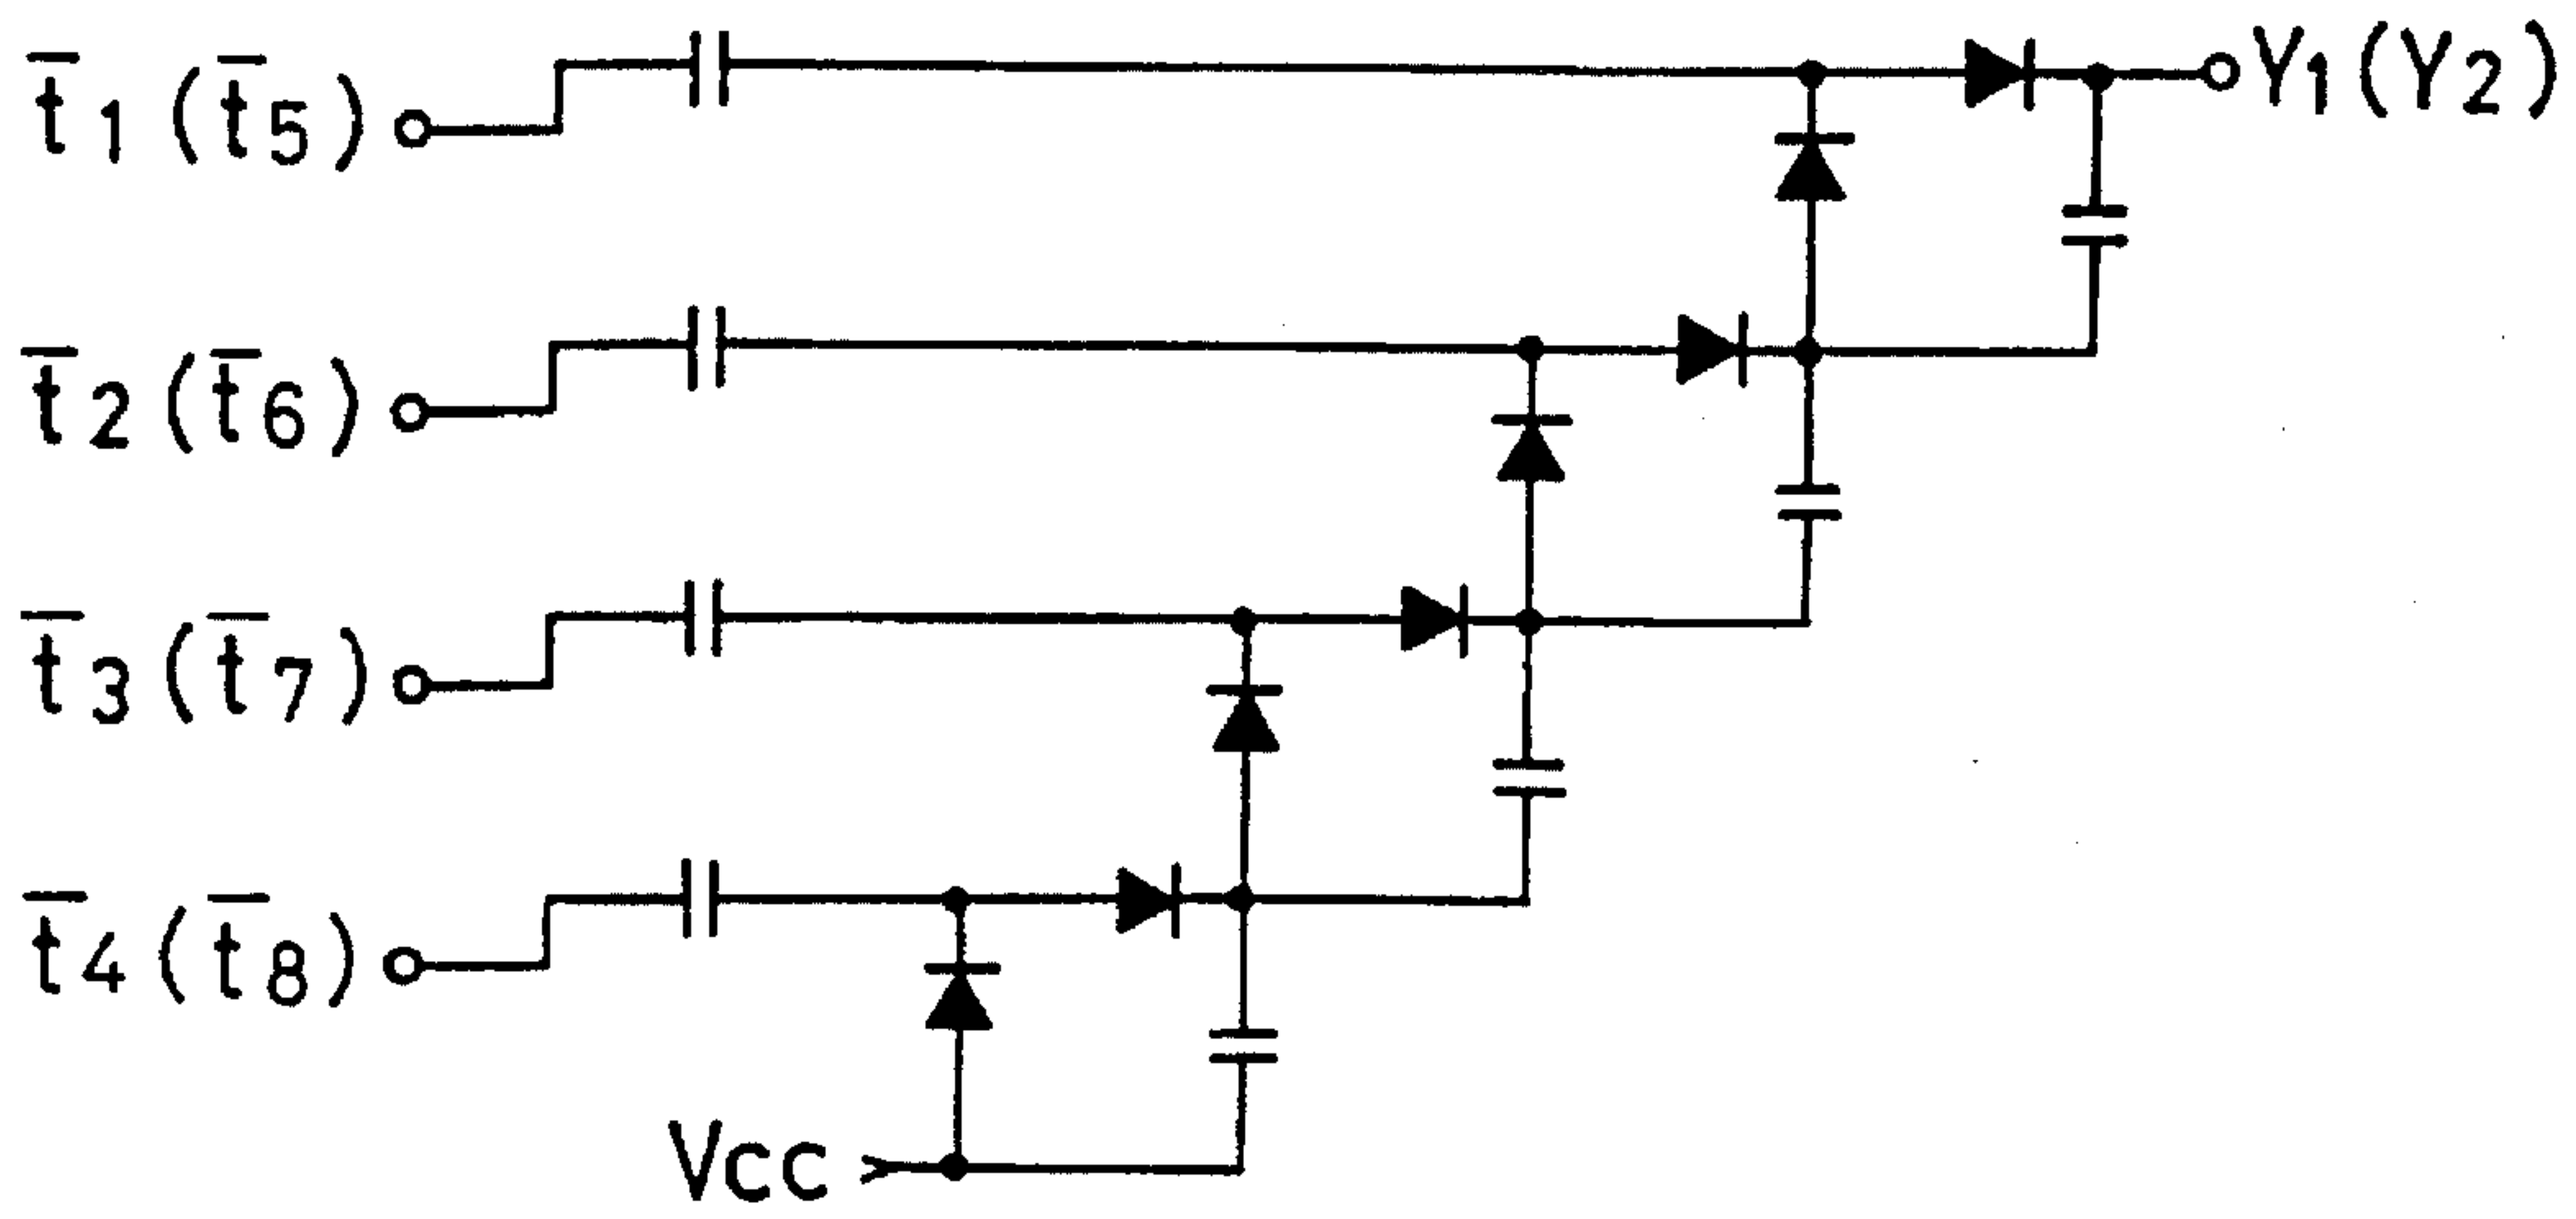 t̅1 (t̅5) Y1 (Y2)
t̅2 (t̅6)
t̅3 (t̅7)
t̅4 (t̅8)
Vcc